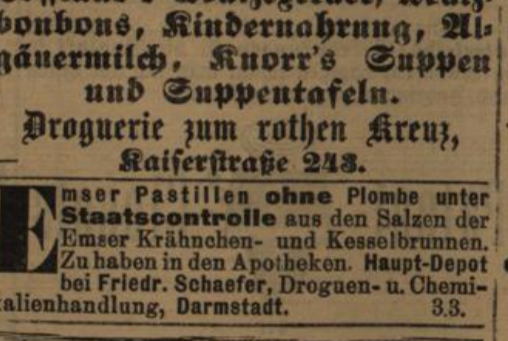 bonbons, Kindernahrung, Al-
gäuermilch, Knorr's Suppen
und Suppentafeln.
Droguerie zum rothen Kreuz,
Kaiserstraße 243.
Emser Pastillen ohne Plombe unter
Staatscontrolle aus den Salzen der
Emser Krähnchen- und Kesselbrunnen.
Zu haben in den Apotheken. Haupt-Depot
bei Friedr. Schaefer, Droguen- u. Chemi-
kalienhandlung, Darmstadt. 3.3.